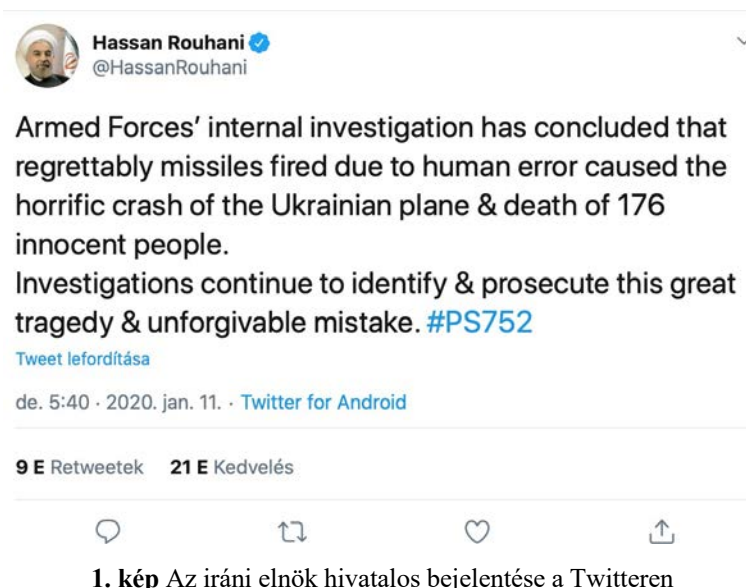 Hassan Rouhani
@HassanRouhani
Armed Forces’ internal investigation has concluded that
regrettably missiles fired due to human error caused the
horrific crash of the Ukrainian plane & death of 176
innocent people.
Investigations continue to identify & prosecute this great
tragedy & unforgivable mistake. #PS752
Tweet lefordítása
de. 5:40 · 2020. jan. 11. · Twitter for Android
9 E Retweetek 21 E Kedvelés
1. kép Az iráni elnök hivatalos bejelentése a Twitteren